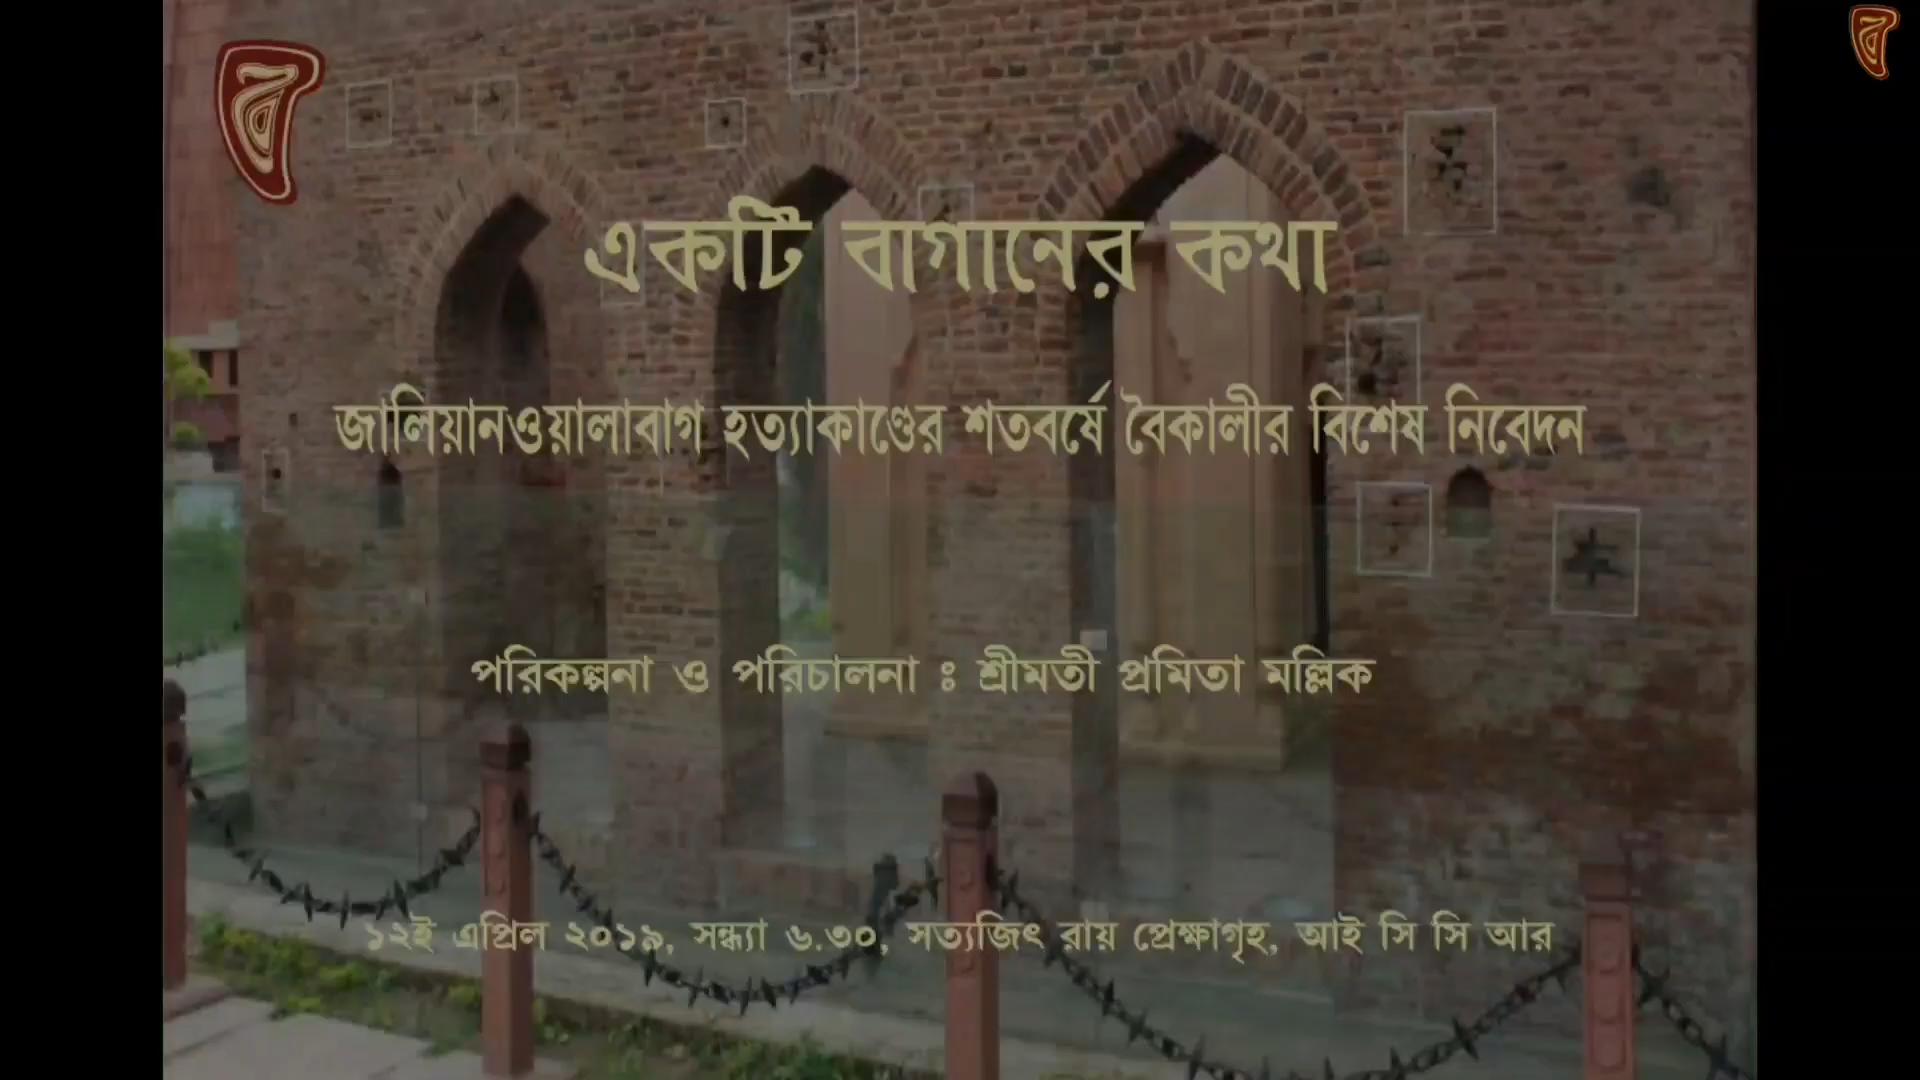 একটি বাগানের কথা
জালিয়ানওয়ালাবাগ হত্যাকাণ্ডের শতবর্ষে বৈকালীর বিশেষ নিবেদন
পরিকল্পনা ও পরিচালনা ঃ শ্রীমতী প্রমিতা মল্লিক
১২ই এপ্রিল ২০১৯, সন্ধ্যা ৬.৩০, সত্যজিৎ রায় প্রেক্ষাগৃহ, আই সি সি আর